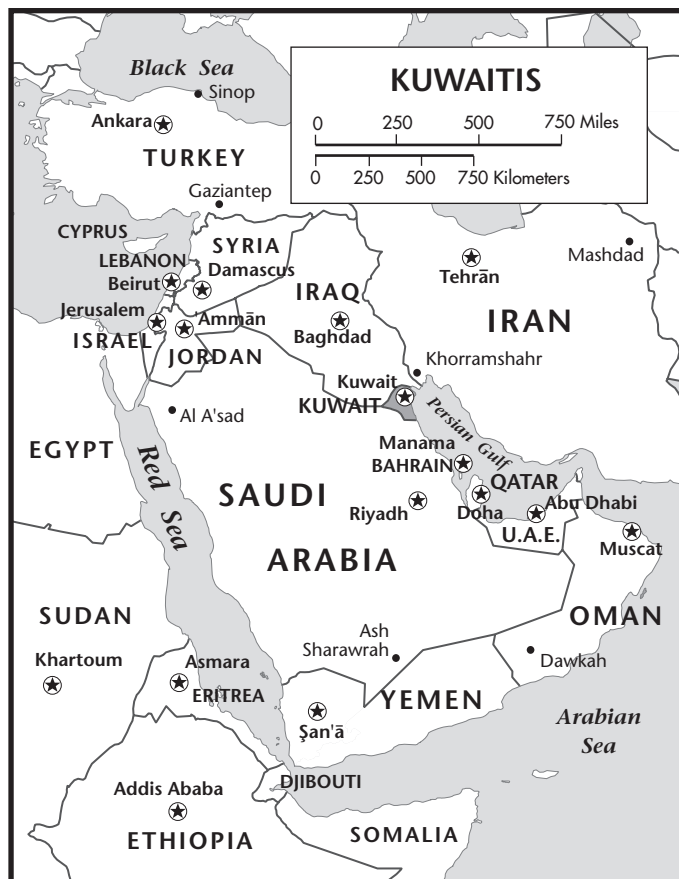 Black Sea
Sinop
KUWAITIS
0 250 500 750 Miles
0 250 500 750 Kilometers
Ankara
TURKEY
Gaziantep
CYPRUS
SYRIA
LEBANON
Damascus
Beirut
Tehrān
Mashdad
IRAQ
Jerusalem
'Ammān
Baghdad
IRAN
ISRAEL
JORDAN
Khorramshahr
Kuwait
KUWAIT
Al A'sad
Persian Gulf
EGYPT
Red Sea
Manama
BAHRAIN
QATAR
SAUDI
ARABIA
Riyadh
Doha
Abu Dhabi
U.A.E.
Muscat
OMAN
SUDAN
Ash
Sharawrah
Dawkah
Khartoum
Asmara
ERITREA
YEMEN
Şan'ā
Arabian
Sea
DJIBOUTI
Addis Ababa
ETHIOPIA
SOMALIA